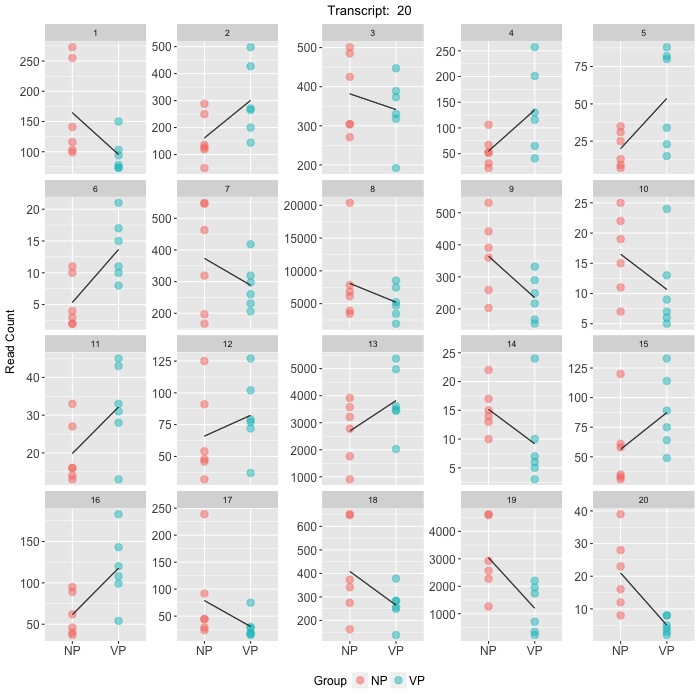 Transcript: 20
1 2 3 4 5
250 200 150 100
500 400 300 200 100
500 400 300 200
250 200 150 100 50
75 50 25
6 7 8 9 10
20 15 10 5
500 400 300 200
20000 15000 10000 5000
500 400 300 200
25 20 15 10 5
Read Count
11 12 13 14 15
40 30 20
125 100 75 50
5000 4000 3000 2000 1000
25 20 15 10 5
125 100 75 50
16 17 18 19 20
150 100 50
250 200 150 100 50
600 500 400 300 200
4000 3000 2000 1000
40 30 20 10
NP VP NP VP NP VP NP VP NP VP
Group NP VP